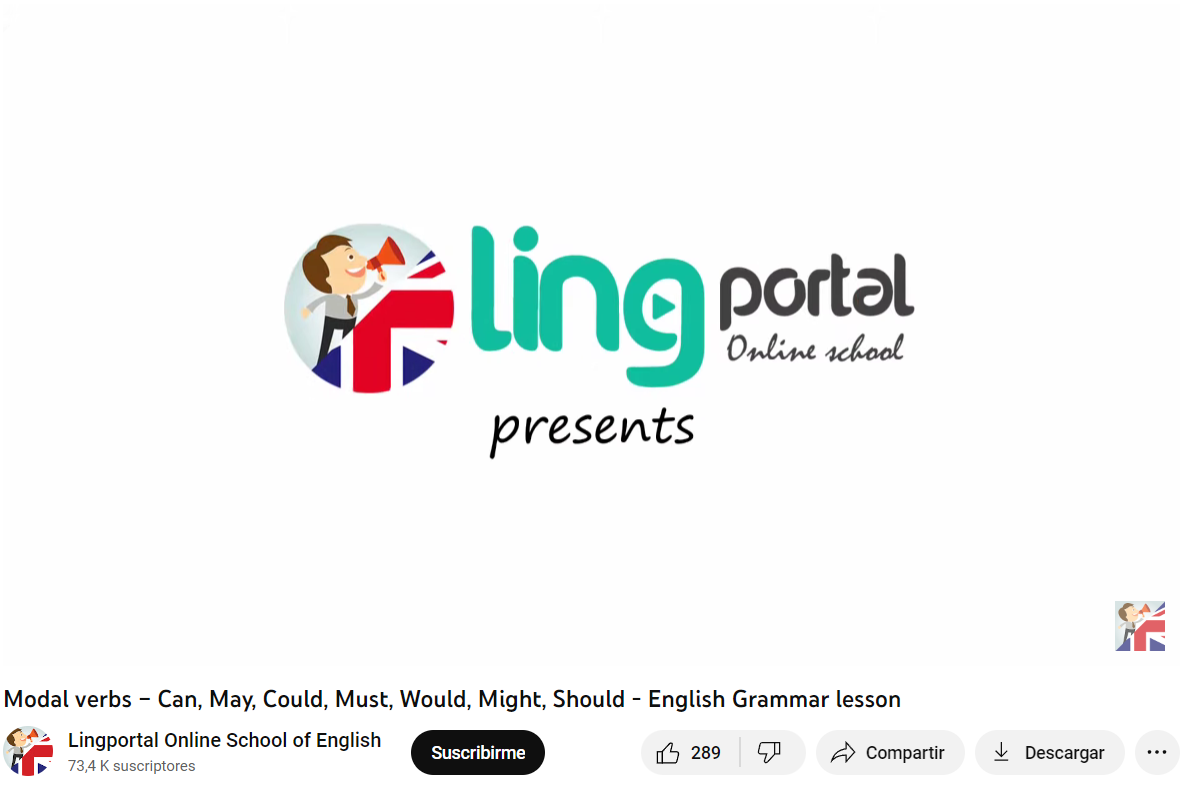 ling portal
Online school
presents
Modal verbs – Can, May, Could, Must, Would, Might, Should - English Grammar lesson
Lingportal Online School of English
73,4 K suscriptores
Suscribirme
289
Compartir
Descargar